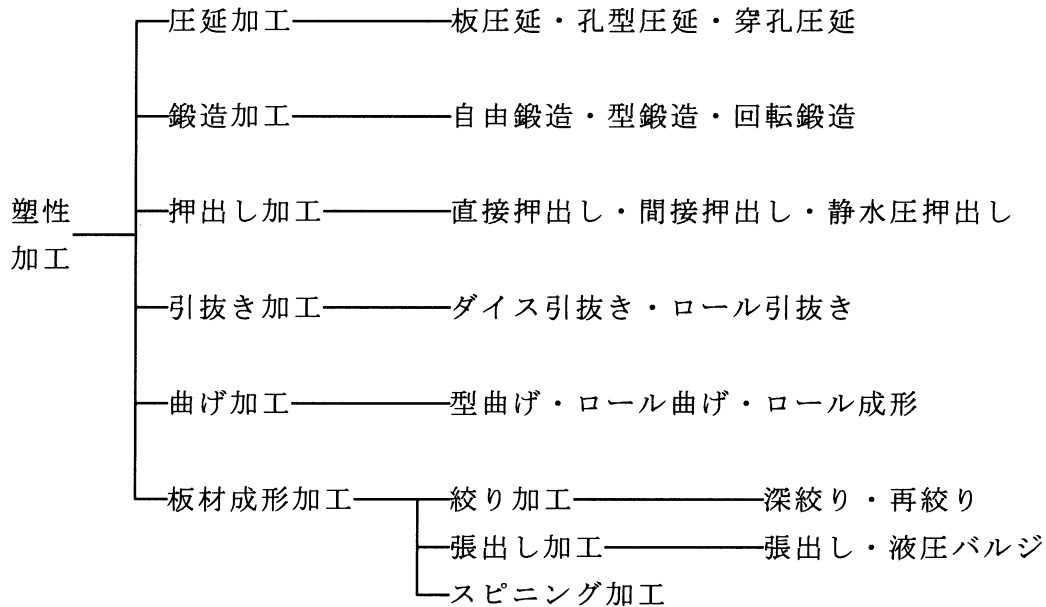 圧延加工 板圧延・孔型圧延・穿孔圧延
鍛造加工 自由鍛造・型鍛造・回転鍛造
塑性
加工
押出し加工 直接押出し・間接押出し・静水圧押出し
引抜き加工 ダイス引抜き・ロール引抜き
曲げ加工 型曲げ・ロール曲げ・ロール成形
板材成形加工 絞り加工 深絞り・再絞り
張出し加工 張出し・液圧バルジ
スピニング加工